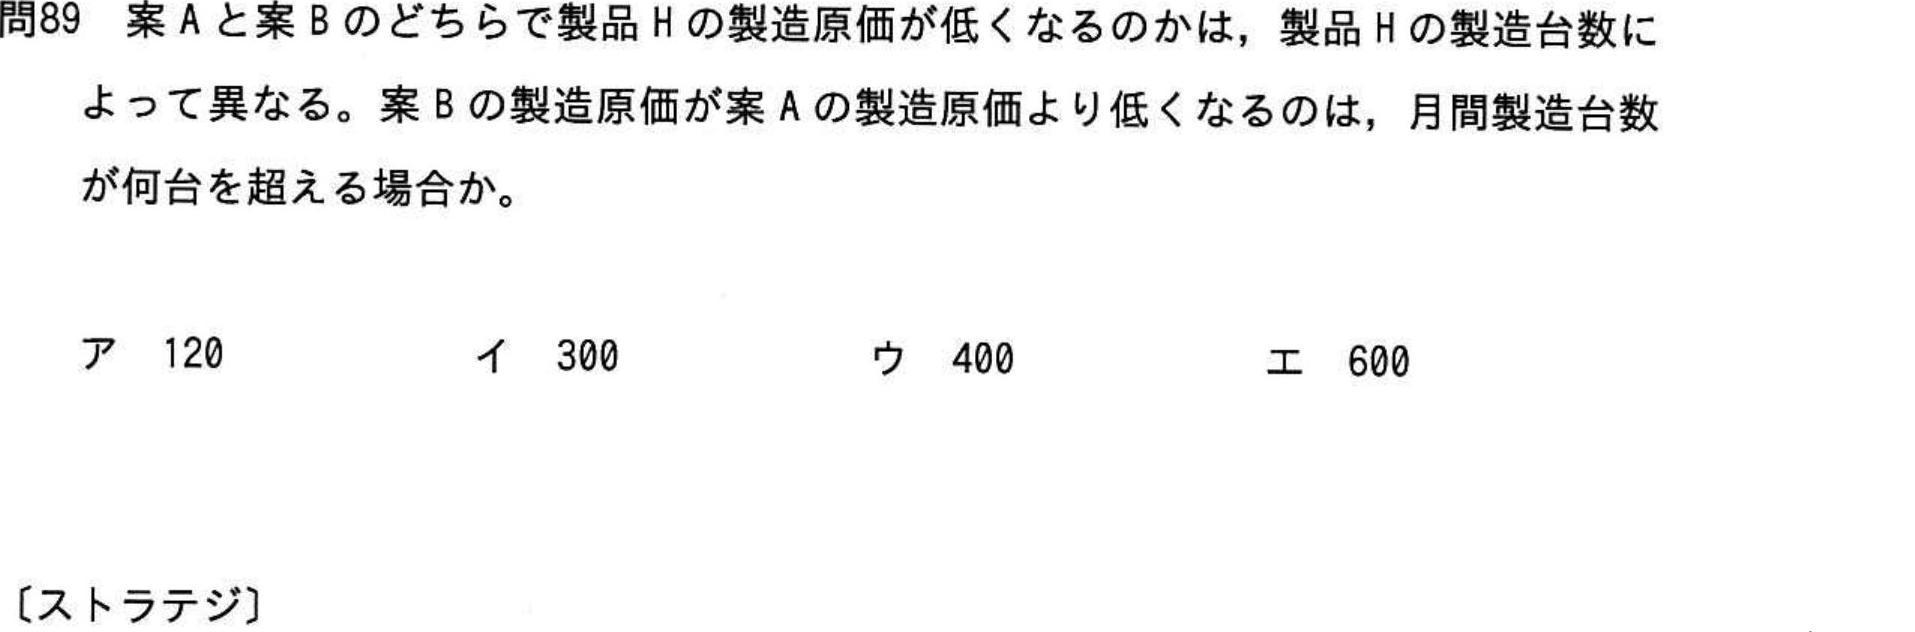 問89 案Aと案Bのどちらで製品Hの製造原価が低くなるのかは，製品Hの製造台数に
よって異なる。案Bの製造原価が案Aの製造原価より低くなるのは，月間製造台数
が何台を超える場合か。
ア 120 イ 300 ウ 400 エ 600
〔ストラテジ〕